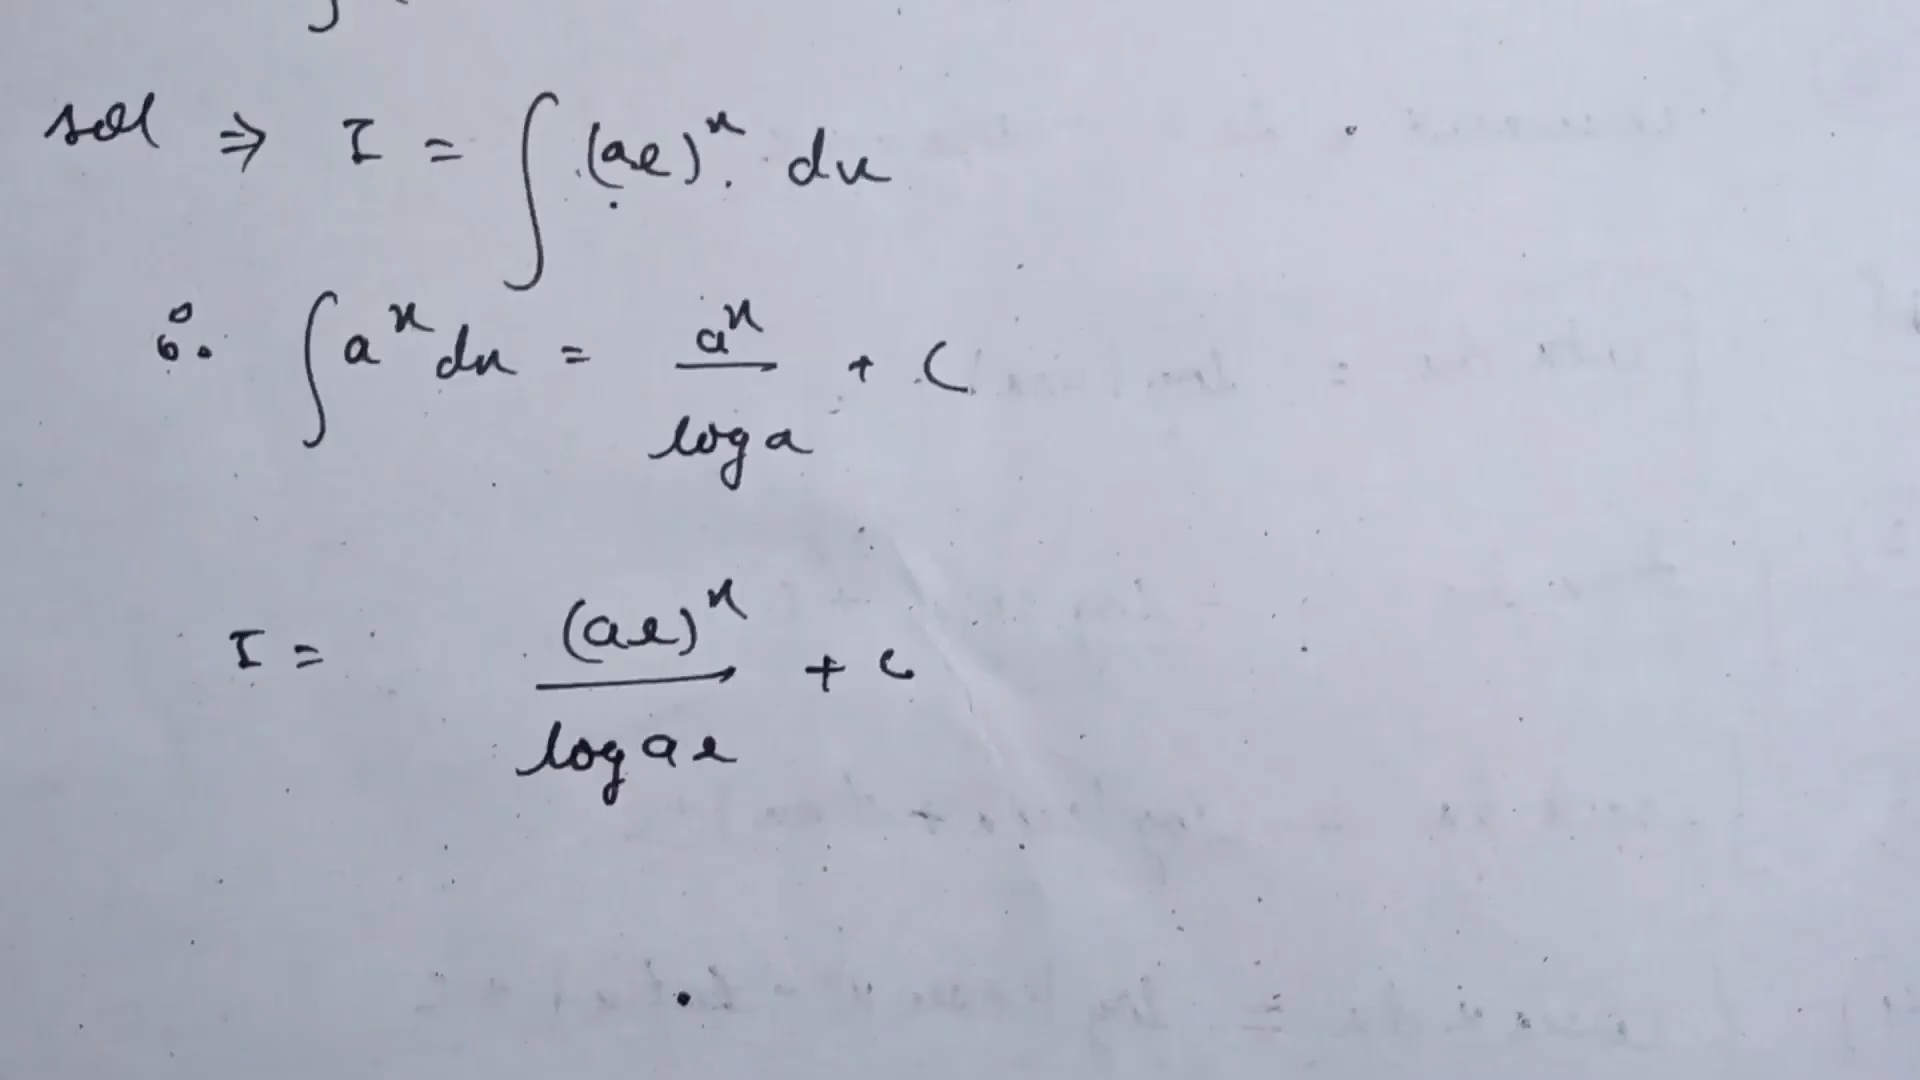 sol ⇒ I = ∫ (ae)^x . dx
∵ ∫ a^x dx = a^x / log a + C
I = (ae)^x / log ae + c